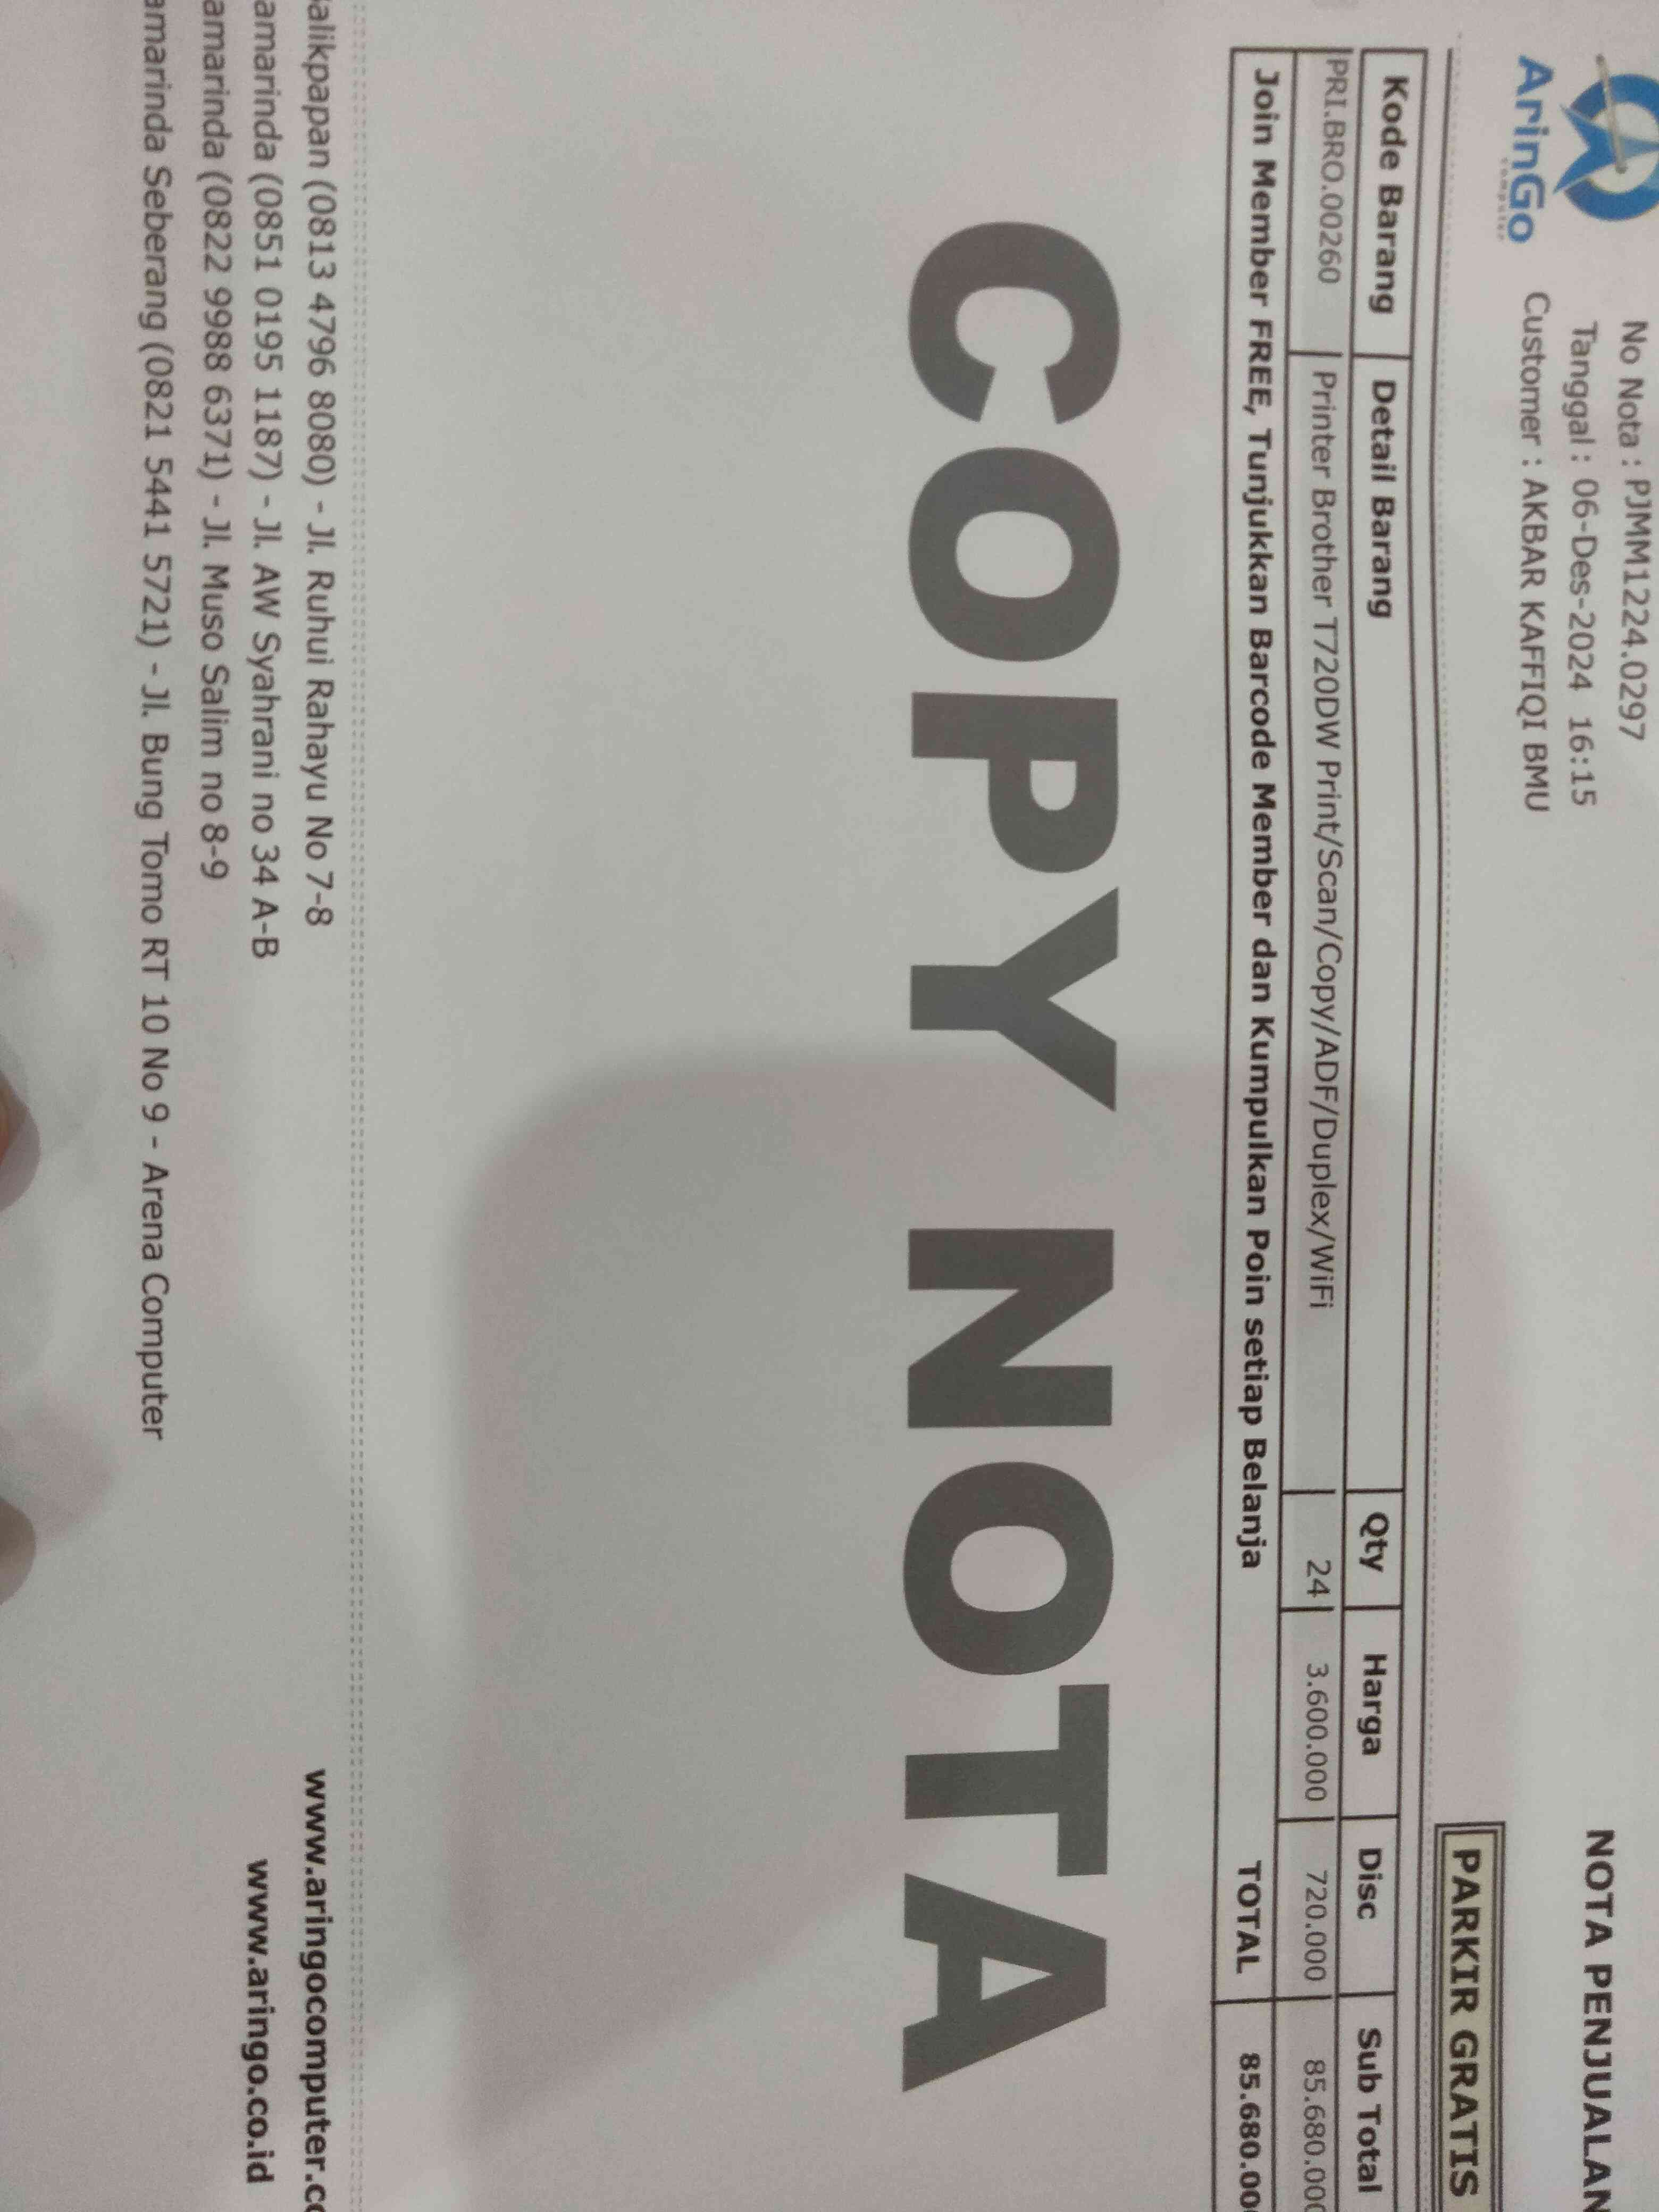 ArinGo
computer
No Nota : PJMM1224.0297
Tanggal : 06-Des-2024 16:15
Customer : AKBAR KAFFIQI BMU
NOTA PENJUALAN
PARKIR GRATIS
Kode Barang Detail Barang Qty Harga Disc Sub Total
PRI.BRO.00260 Printer Brother T720DW Print/Scan/Copy/ADF/Duplex/WiFi 24 3.600.000 720.000 85.680.000
Join Member FREE, Tunjukkan Barcode Member dan Kumpulkan Poin setiap Belanja TOTAL 85.680.00
COPY NOTA
alikpapan (0813 4796 8080) - Jl. Ruhui Rahayu No 7-8 www.aringocomputer.co
amarinda (0851 0195 1187) - Jl. AW Syahrani no 34 A-B www.aringo.co.id
amarinda (0822 9988 6371) - Jl. Muso Salim no 8-9
amarinda Seberang (0821 5441 5721) - Jl. Bung Tomo RT 10 No 9 - Arena Computer